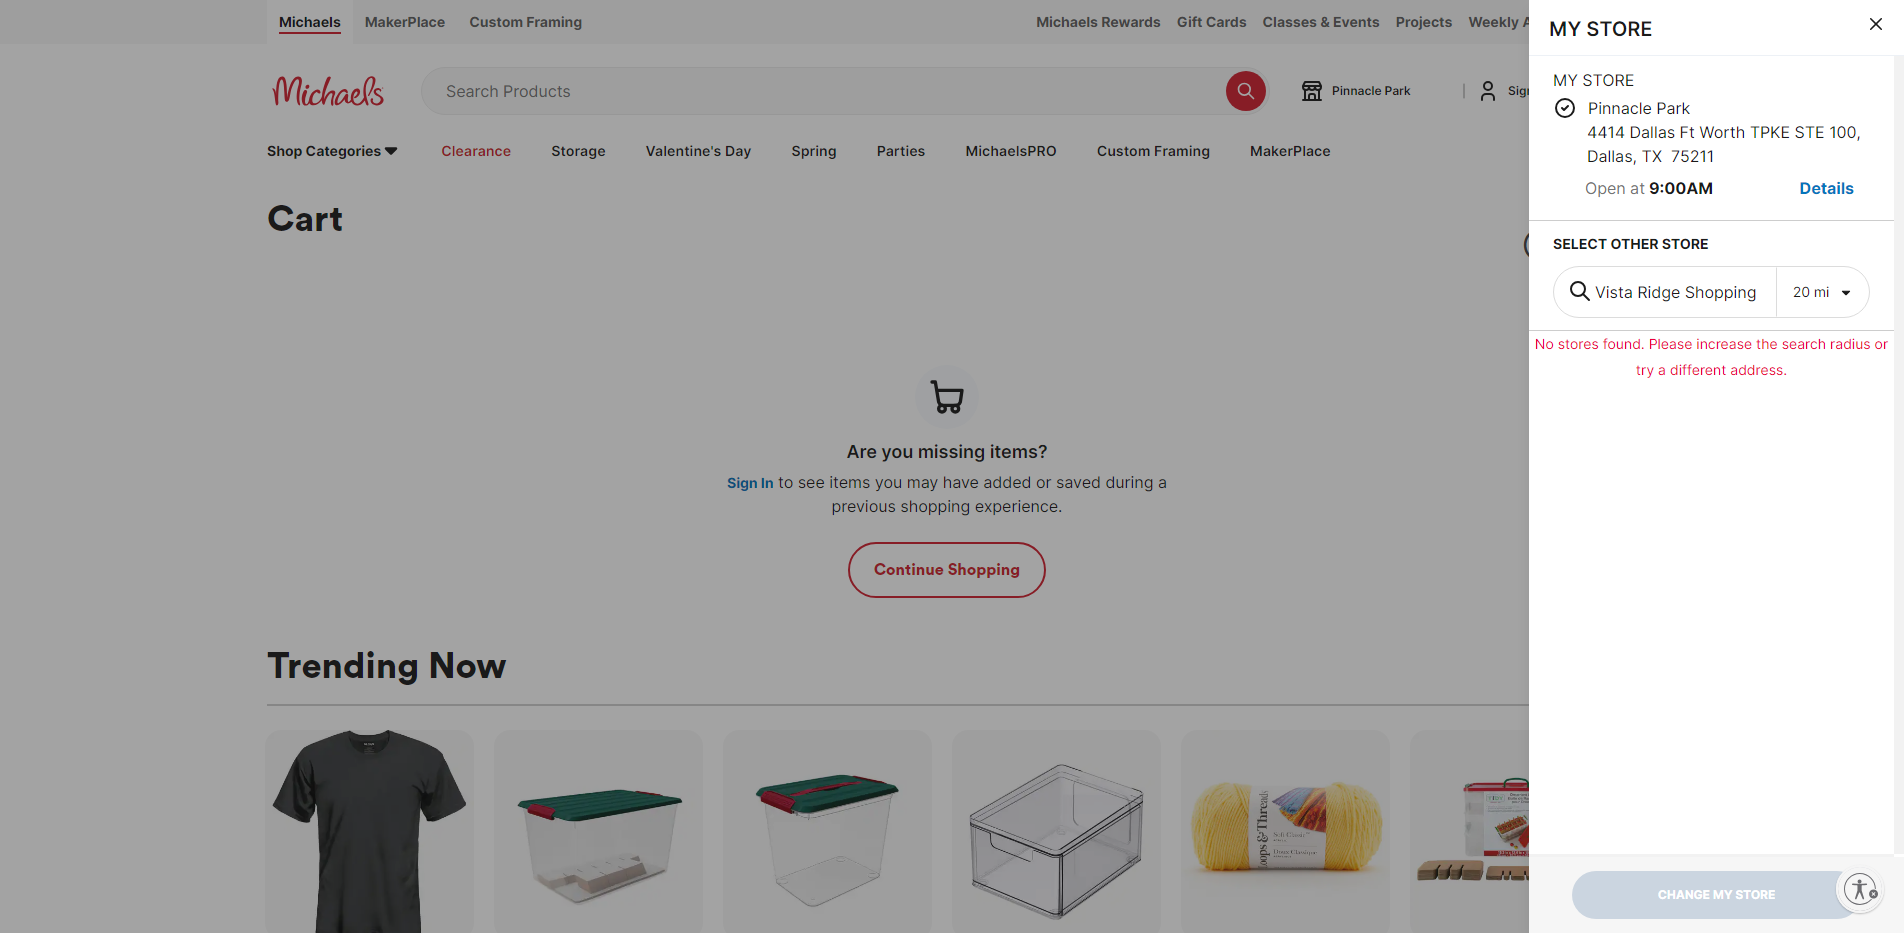 Michaels
MakerPlace
Custom Framing
Michaels Rewards
Gift Cards
Classes & Events
Projects
Weekly A
Michaels
Search Products
Pinnacle Park
Sign
Shop Categories
Clearance
Storage
Valentine's Day
Spring
Parties
MichaelsPRO
Custom Framing
MakerPlace
Cart
Are you missing items?
Sign In to see items you may have added or saved during a
previous shopping experience.
Continue Shopping
Trending Now
Loops & Threads
Soft Classic
MY STORE
MY STORE
Pinnacle Park
4414 Dallas Ft Worth TPKE STE 100,
Dallas, TX 75211
Open at 9:00AM
Details
SELECT OTHER STORE
Vista Ridge Shopping
20 mi
No stores found. Please increase the search radius or
try a different address.
CHANGE MY STORE